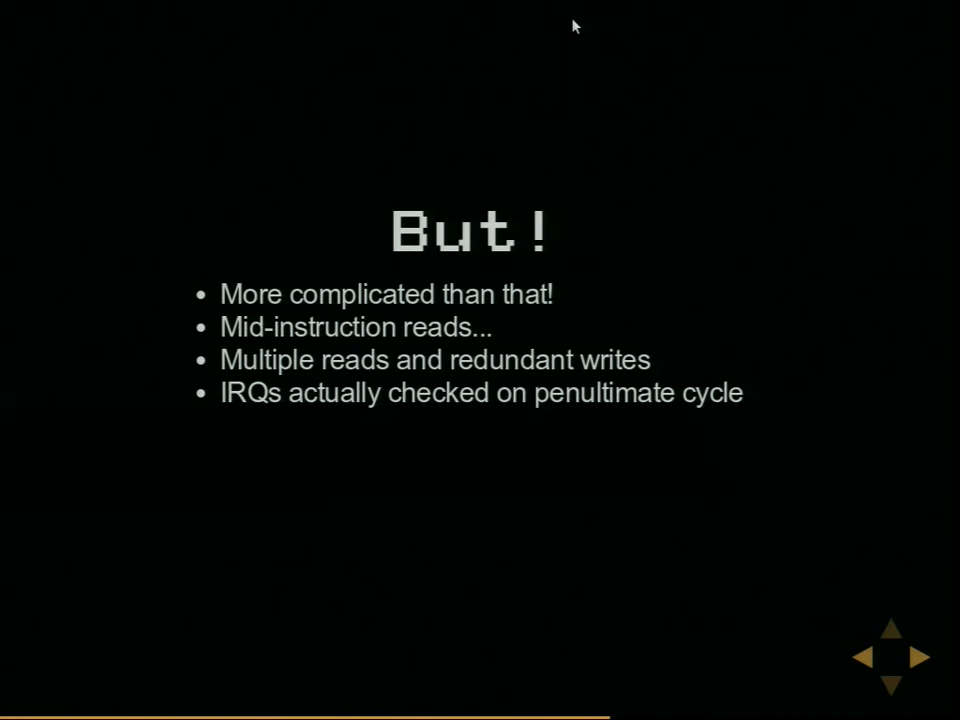 But!
More complicated than that!
Mid-instruction reads...
Multiple reads and redundant writes
IRQs actually checked on penultimate cycle